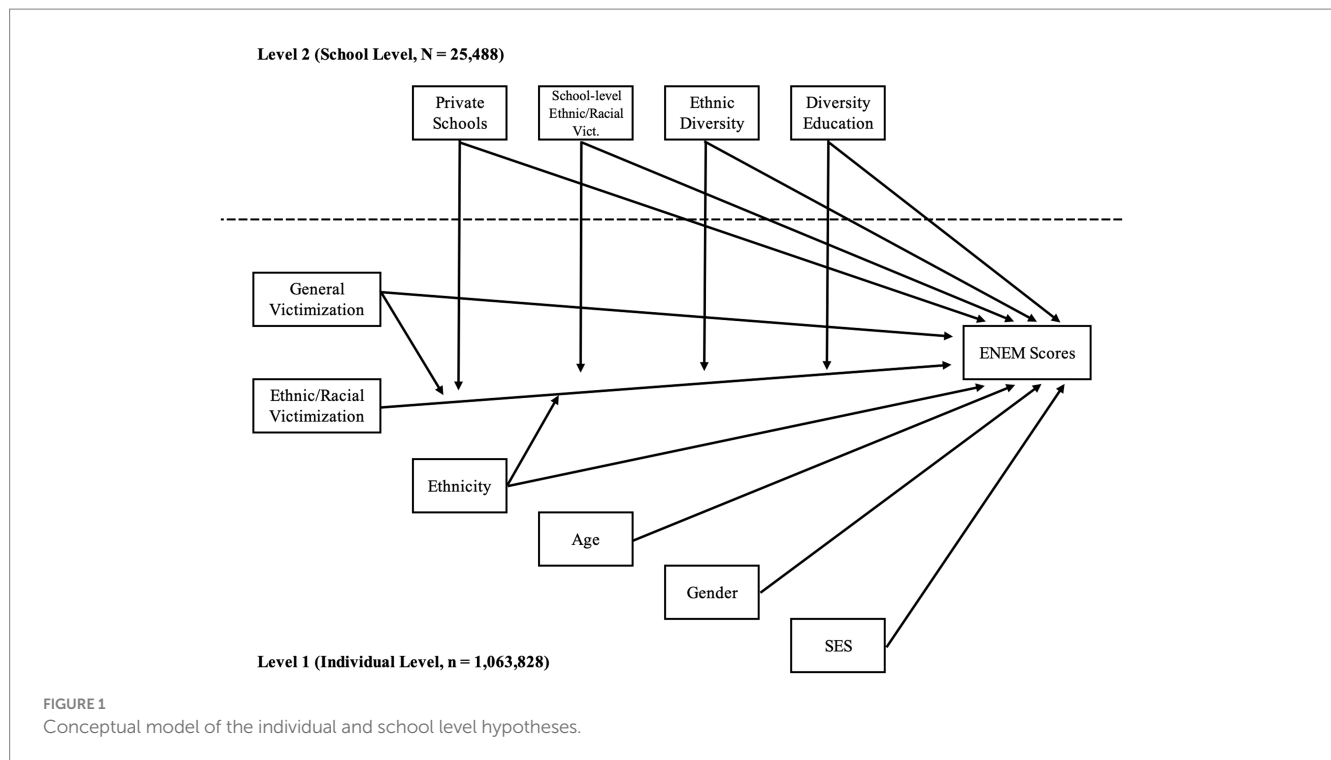 Level 2 (School Level, N = 25,488)
Private
Schools
School-level
Ethnic/Racial
Vict.
Ethnic
Diversity
Diversity
Education
General
Victimization
ENEM Scores
Ethnic/Racial
Victimization
Ethnicity
Age
Gender
SES
Level 1 (Individual Level, n = 1,063,828)
FIGURE 1
Conceptual model of the individual and school level hypotheses.